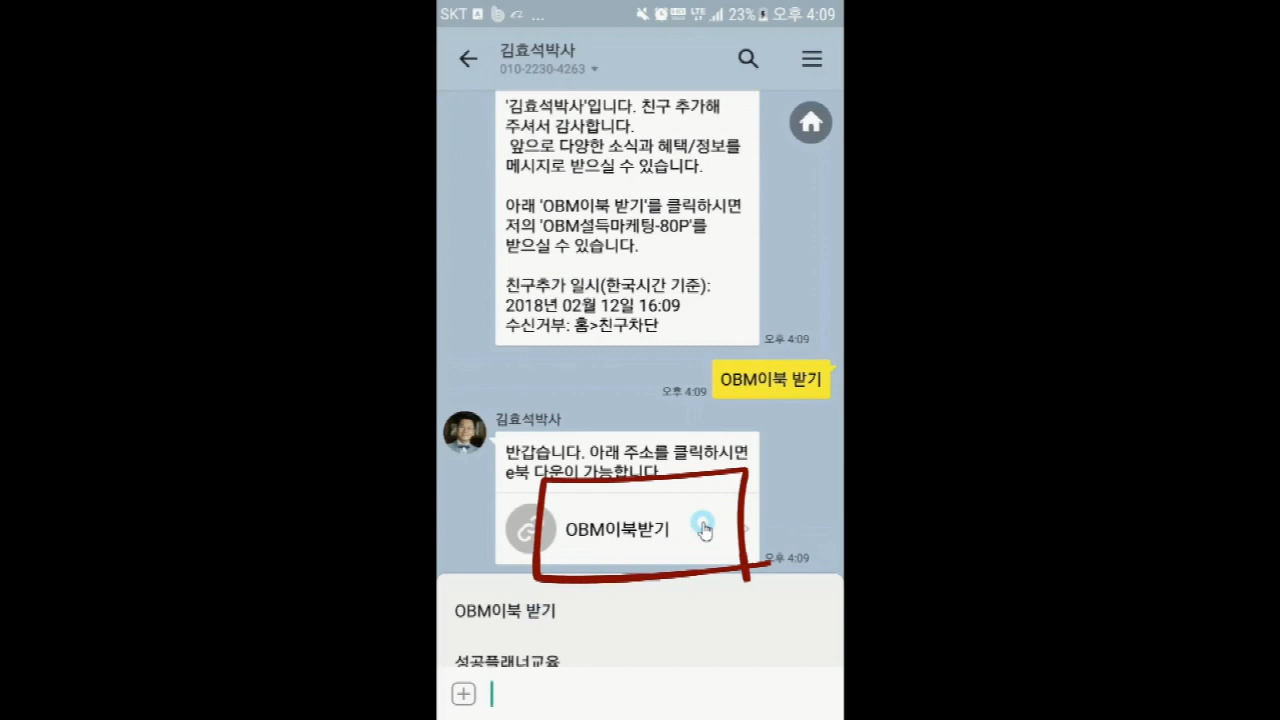 SKT
...
LTE
23%
오후 4:09
김효석박사
010-2230-4263
'김효석박사'입니다. 친구 추가해
주셔서 감사합니다.
앞으로 다양한 소식과 혜택/정보를
메시지로 받으실 수 있습니다.
아래 'OBM이북 받기'를 클릭하시면
저의 'OBM설득마케팅-80P'를
받으실 수 있습니다.
친구추가 일시(한국시간 기준):
2018년 02월 12일 16:09
수신거부: 홈>친구차단
오후 4:09
OBM이북 받기
오후 4:09
김효석박사
반갑습니다. 아래 주소를 클릭하시면
e북 다운이 가능합니다
OBM이북받기
오후 4:09
OBM이북 받기
성공플래너교육